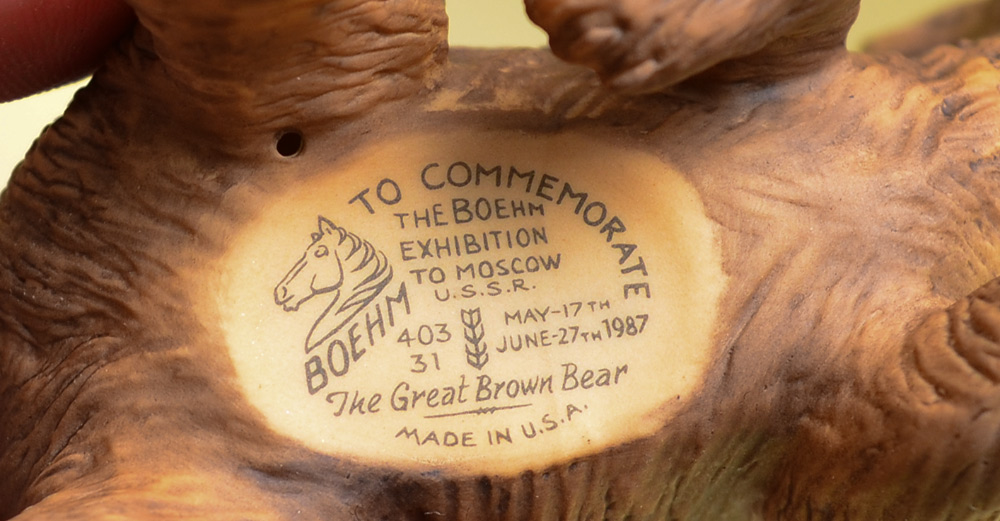 TO COMMEMORATE
THE BOEHM
EXHIBITION
TO MOSCOW
U.S.S.R.
BOEHM
403
31
MAY-17TH
JUNE-27TH 1987
The Great Brown Bear
MADE IN U.S.A.